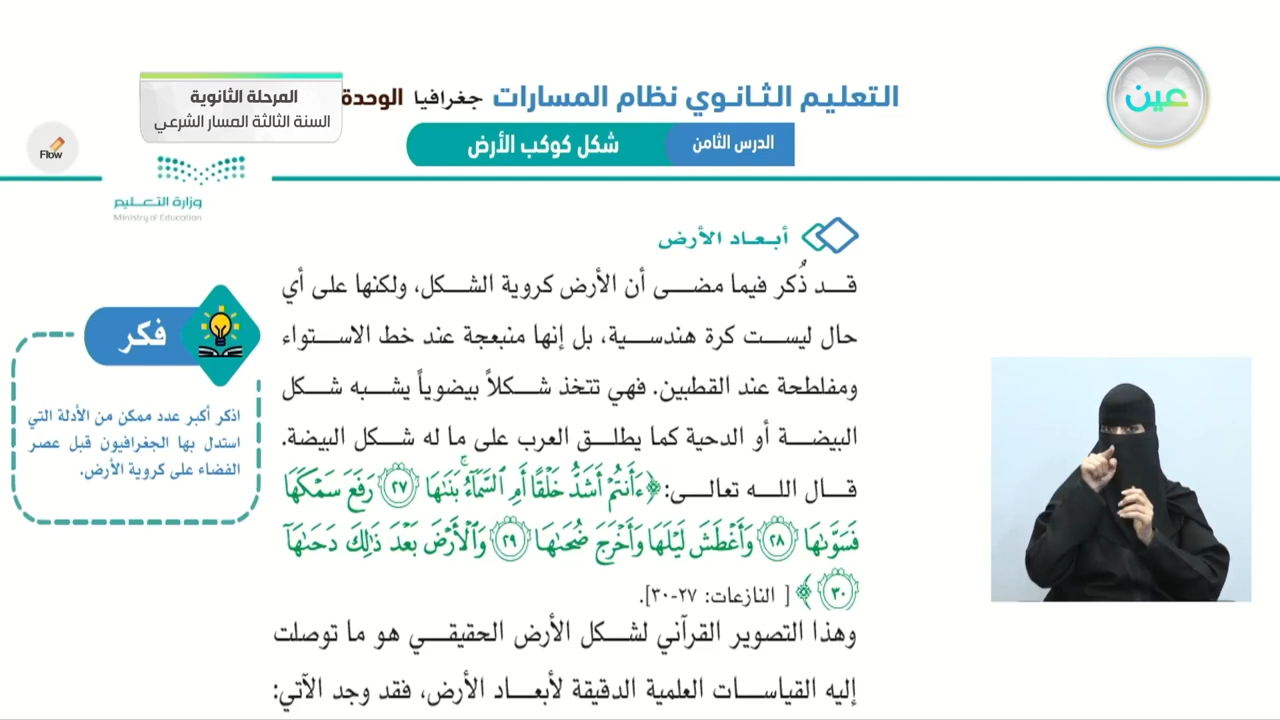 عين
التعليم الثانوي نظام المسارات جغرافيا الوحدة
المرحلة الثانوية
السنة الثالثة المسار الشرعي
الدرس الثامن
شكل كوكب الأرض
Flow
وزارة التعليم
Ministry of Education
أبعاد الأرض
قد ذُكر فيما مضى أن الأرض كروية الشكل، ولكنها على أي
حال ليست كرة هندسية، بل إنها منبعجة عند خط الاستواء
ومفلطحة عند القطبين. فهي تتخذ شكلاً بيضوياً يشبه شكل
البيضة أو الدحية كما يطلق العرب على ما له شكل البيضة.
قال الله تعالى: ﴿ءَأَنتُمْ أَشَدُّ خَلْقًا أَمِ ٱلسَّمَآءُ ۚ بَنَىٰهَا ٢٧ رَفَعَ سَمْكَهَا
فَسَوَّىٰهَا ٢٨ وَأَغْطَشَ لَيْلَهَا وَأَخْرَجَ ضُحَىٰهَا ٢٩ وَٱلْأَرْضَ بَعْدَ ذَٰلِكَ دَحَىٰهَآ
٣٠﴾ [ النازعات: ٢٧-٣٠].
وهذا التصوير القرآني لشكل الأرض الحقيقي هو ما توصلت
إليه القياسات العلمية الدقيقة لأبعاد الأرض، فقد وجد الآتي:
فكر
اذكر أكبر عدد ممكن من الأدلة التي
استدل بها الجغرافيون قبل عصر
الفضاء على كروية الأرض.